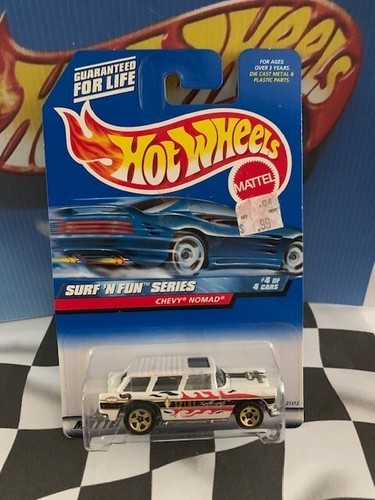 GUARANTEED
FOR LIFE
FOR AGES
OVER 3 YEARS.
DIE CAST METAL &
PLASTIC PARTS.
Hot Wheels
MATTEL
SURF 'N FUN™ SERIES
#4 OF
4 CARS
CHEVY® NOMAD®